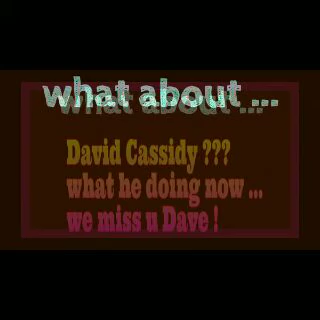 what about ...
David Cassidy ???
what he doing now ...
we miss u Dave !